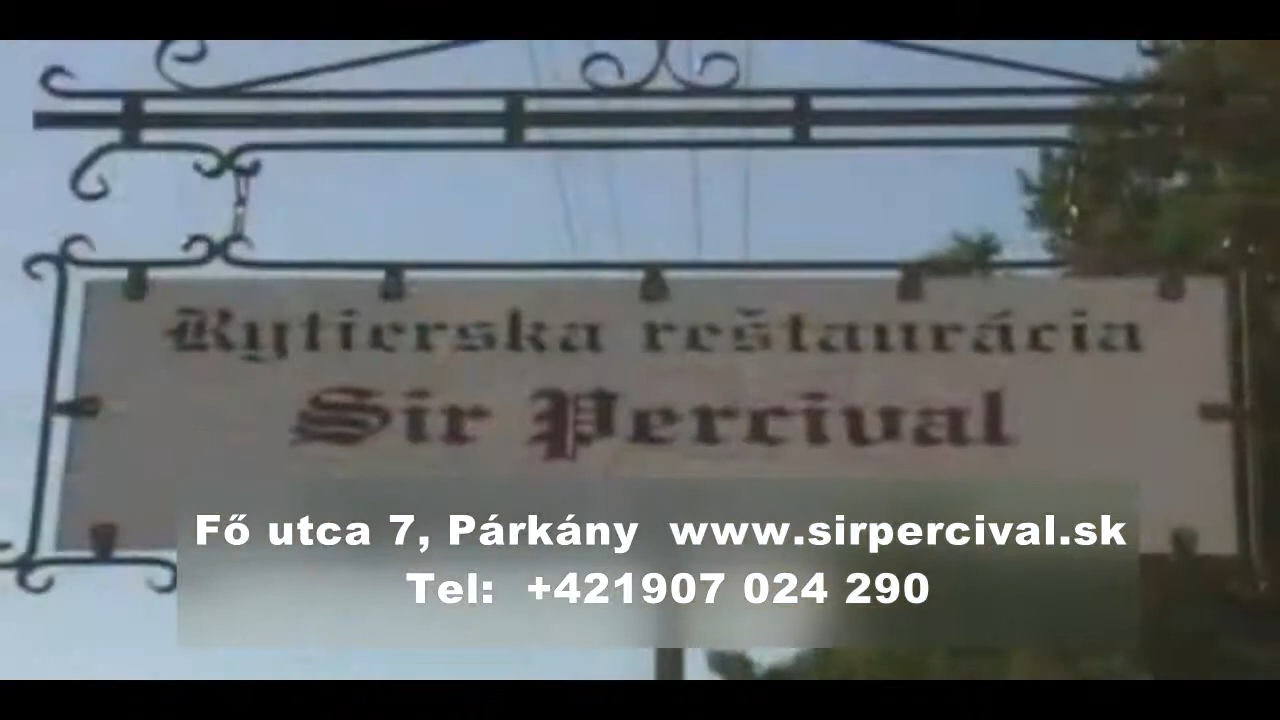 Rytierska reštaurácia
Sir Percival
Fő utca 7, Párkány  www.sirpercival.sk
Tel:  +421907 024 290